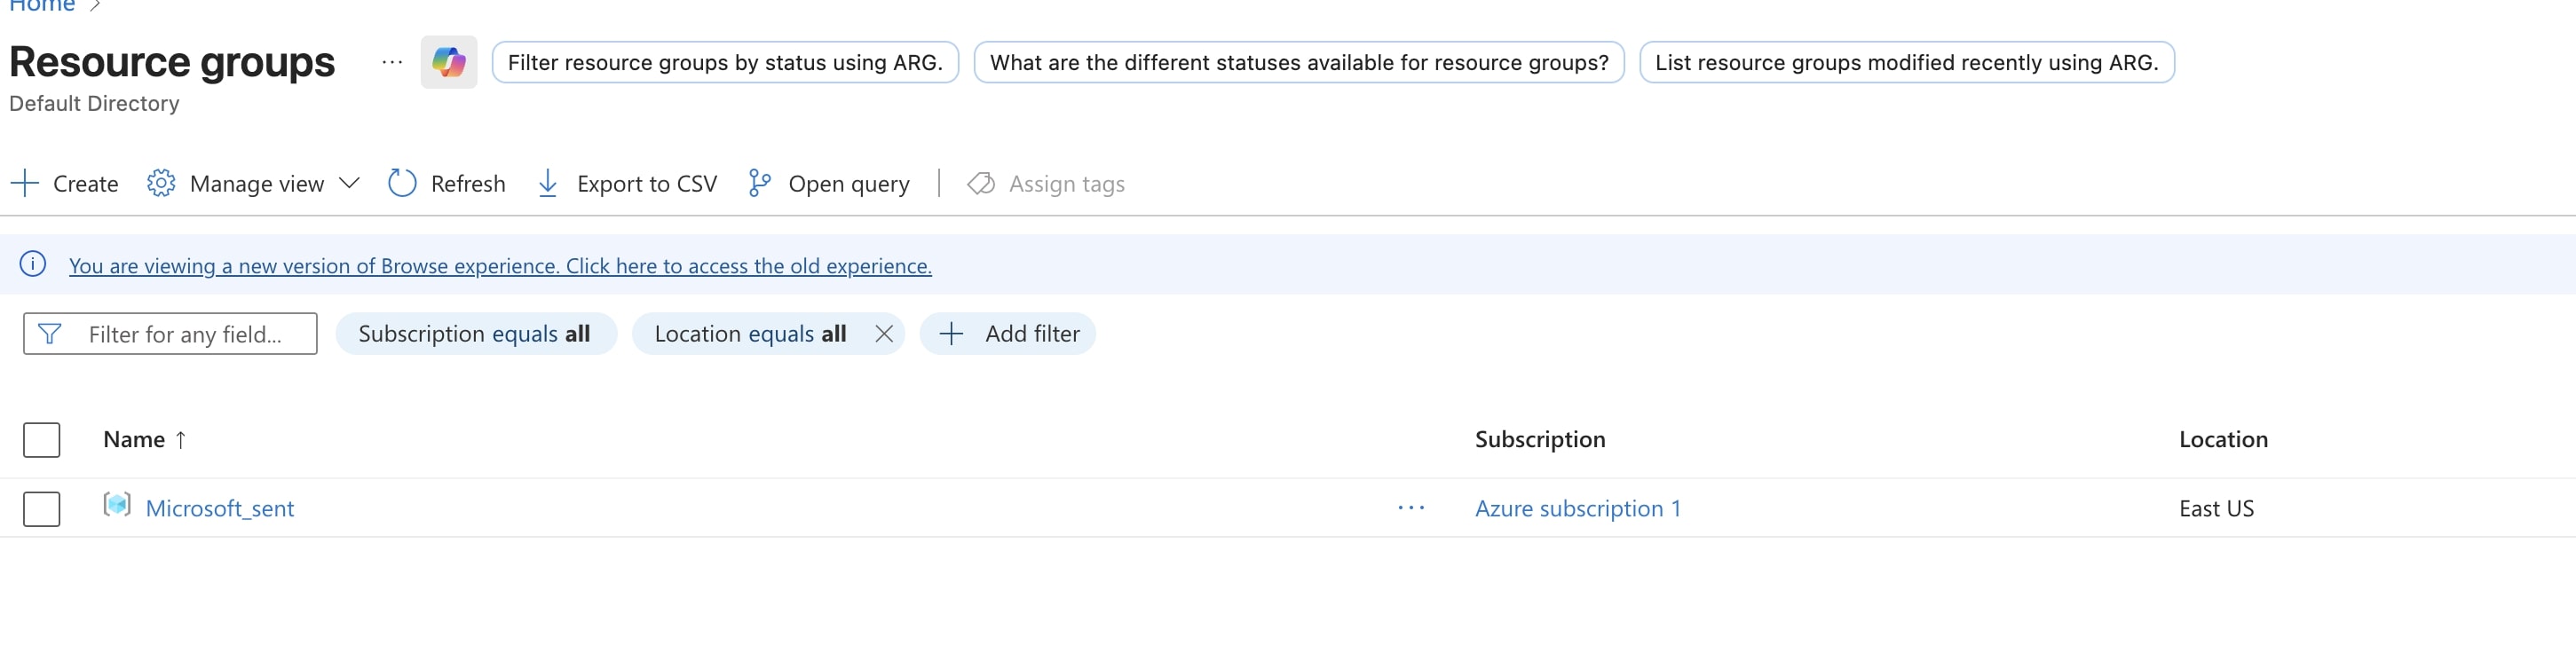 Home
Resource groups
... Filter resource groups by status using ARG. What are the different statuses available for resource groups? List resource groups modified recently using ARG.
Default Directory
Create Manage view Refresh Export to CSV Open query Assign tags
You are viewing a new version of Browse experience. Click here to access the old experience.
Filter for any field... Subscription equals all Location equals all Add filter
Name ↑ Subscription Location
Microsoft_sent ... Azure subscription 1 East US